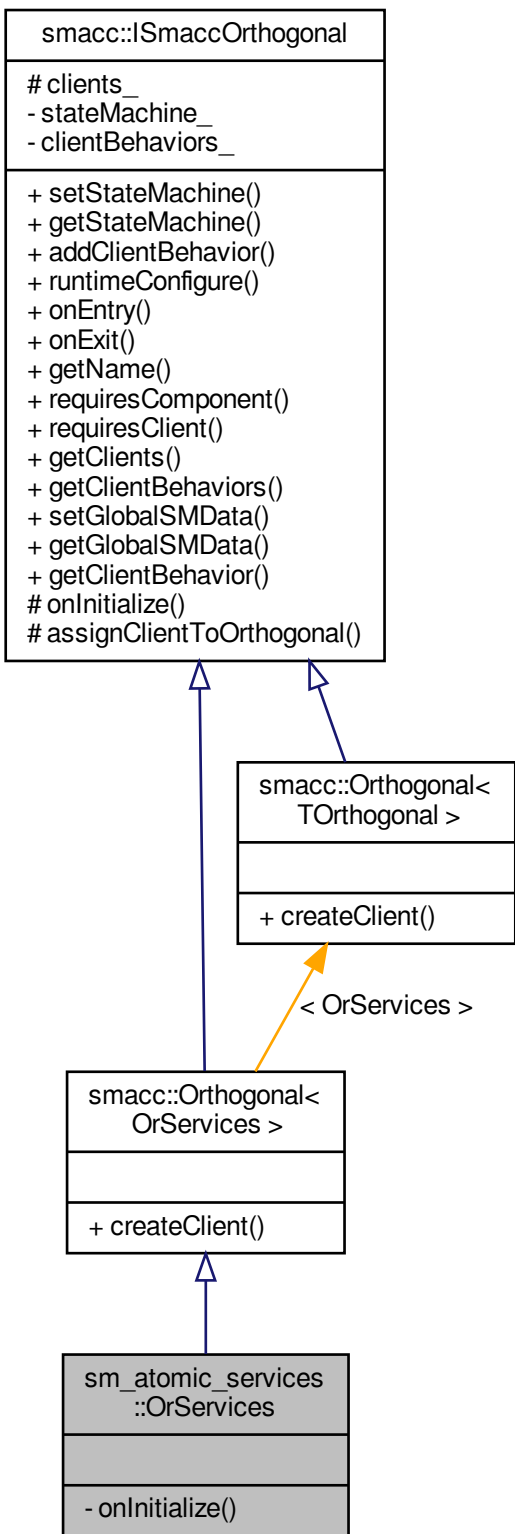 smacc::ISmaccOrthogonal
# clients_
- stateMachine_
- clientBehaviors_
+ setStateMachine()
+ getStateMachine()
+ addClientBehavior()
+ runtimeConfigure()
+ onEntry()
+ onExit()
+ getName()
+ requiresComponent()
+ requiresClient()
+ getClients()
+ getClientBehaviors()
+ setGlobalSMData()
+ getGlobalSMData()
+ getClientBehavior()
# onInitialize()
# assignClientToOrthogonal()
smacc::Orthogonal<
TOrthogonal >
+ createClient()
< OrServices >
smacc::Orthogonal<
OrServices >
+ createClient()
sm_atomic_services
::OrServices
- onInitialize()